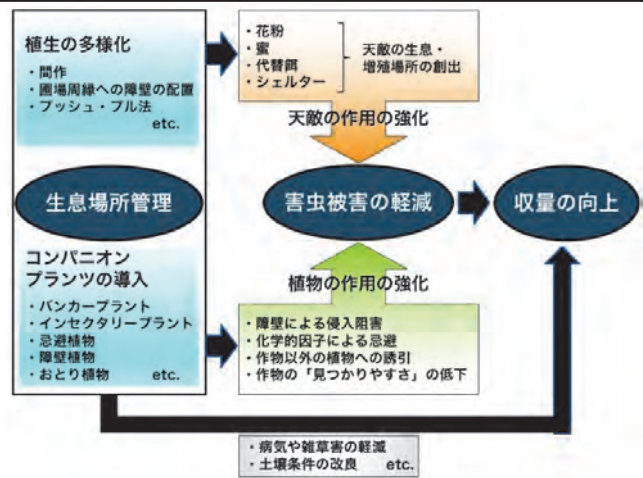 植生の多様化
・間作
・圃場周縁への障壁の配置
・プッシュ・プル法
etc.
生息場所管理
コンパニオン
プランツの導入
・バンカープラント
・インセクタリープラント
・忌避植物
・障壁植物
・おとり植物 etc.
・花粉
・蜜
・代替餌
・シェルター
天敵の生息・
増殖場所の創出
天敵の作用の強化
害虫被害の軽減
収量の向上
植物の作用の強化
・障壁による侵入阻害
・化学的因子による忌避
・作物以外の植物への誘引
・作物の「見つかりやすさ」の低下
・病気や雑草害の軽減
・土壌条件の改良 etc.